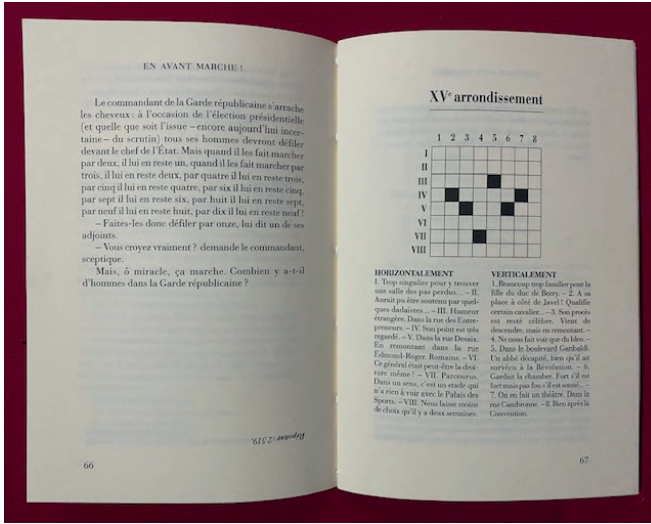 EN AVANT MARCHE !
Le commandant de la Garde républicaine s'arrache
les cheveux : à l'occasion de l'élection présidentielle
(et quelle que soit l'issue – encore aujourd'hui incer-
taine – du scrutin) tous ses hommes devront défiler
devant le chef de l'État. Mais quand il les fait marcher
par deux, il lui en reste un, quand il les fait marcher par
trois, il lui en reste deux, par quatre il lui en reste trois,
par cinq il lui en reste quatre, par six il lui en reste cinq,
par sept il lui en reste six, par huit il lui en reste sept,
par neuf il lui en reste huit, par dix il lui en reste neuf !
– Faites-les donc défiler par onze, lui dit un de ses
adjoints.
– Vous croyez vraiment ? demande le commandant,
sceptique.
Mais, ô miracle, ça marche. Combien y a-t-il
d'hommes dans la Garde républicaine ?
Réponse : 2 519.
66
XVe arrondissement
1 2 3 4 5 6 7 8
I
II
III
IV
V
VI
VII
VIII
HORIZONTALEMENT
I. Trop singulier pour y trouver
une salle des pas perdus... – II.
Aurait pu être soutenu par quel-
ques dadaïstes... – III. Humeur
étrangère. Dans la rue des Entre-
preneurs. – IV. Son point est très
regardé. – V. Dans la rue Desaix.
En remontant dans la rue
Edmond-Roger. Romains. – VI.
Ce général était peut-être la droi-
ture même ! – VII. Parcourus.
Dans un sens, c'est un stade qui
n'a rien à voir avec le Palais des
Sports. – VIII. Nous laisse moins
de choix qu'il y a deux semaines.
VERTICALEMENT
1. Beaucoup trop familier pour la
fille du duc de Berry. – 2. A sa
place à côté de Javel ! Qualifie
certain cavalier... – 3. Son procès
est resté célèbre. Vient de
descendre, mais en remontant. –
4. Ne nous fait voir que du bleu. –
5. Dans le boulevard Garibaldi.
Un abbé décapité, bien qu'il ait
survécu à la Révolution. – 6.
Gardait la chambre. Fort s'il est
fort mais pas fou s'il est sonné... –
7. On en fait un théâtre. Dans la
rue Cambronne. – 8. Bien après la
Convention.
67